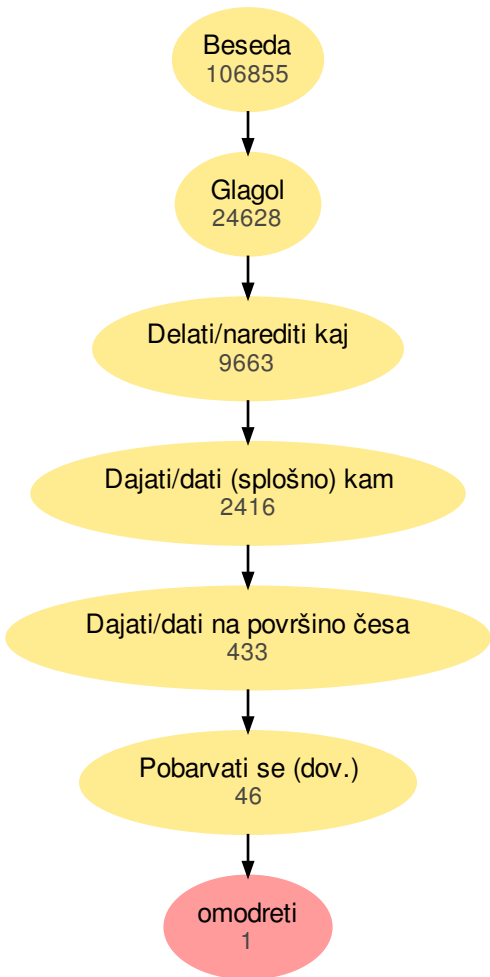 Beseda
106855
Glagol
24628
Delati/narediti kaj
9663
Dajati/dati (splošno) kam
2416
Dajati/dati na površino česa
433
Pobarvati se (dov.)
46
omodreti
1